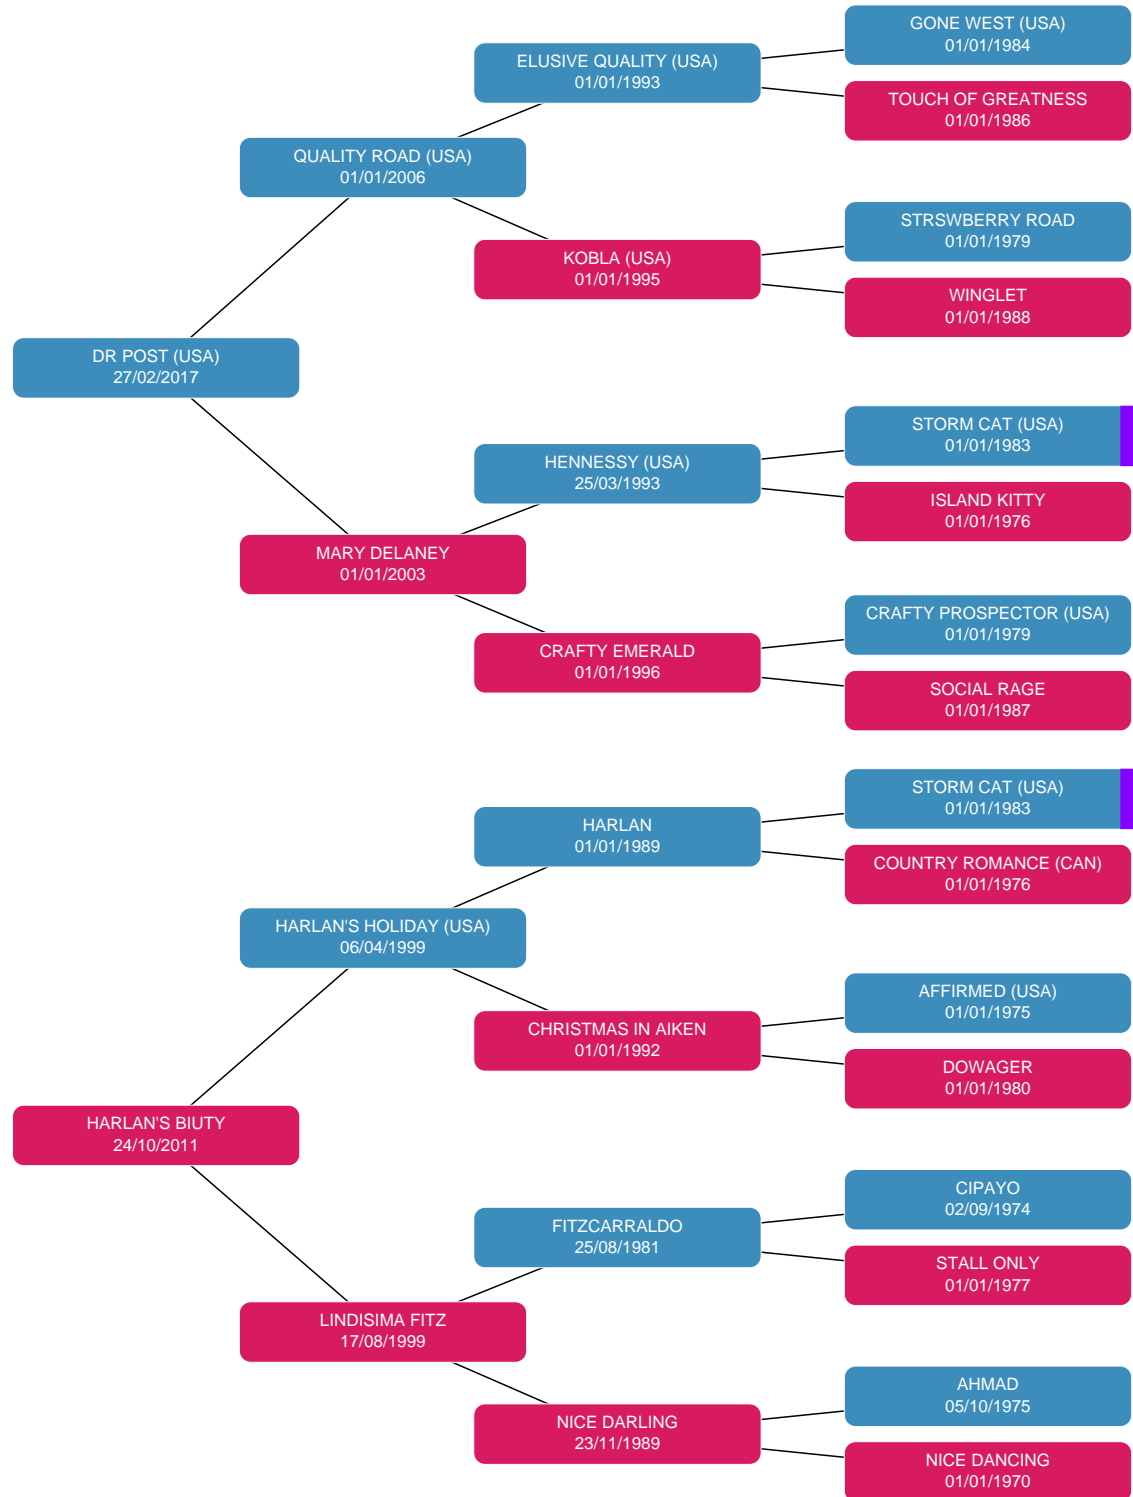 GONE WEST (USA)
01/01/1984
ELUSIVE QUALITY (USA)
01/01/1993
TOUCH OF GREATNESS
01/01/1986
QUALITY ROAD (USA)
01/01/2006
STRSWBERRY ROAD
01/01/1979
KOBLA (USA)
01/01/1995
WINGLET
01/01/1988
DR POST (USA)
27/02/2017
STORM CAT (USA)
01/01/1983
HENNESSY (USA)
25/03/1993
ISLAND KITTY
01/01/1976
MARY DELANEY
01/01/2003
CRAFTY PROSPECTOR (USA)
01/01/1979
CRAFTY EMERALD
01/01/1996
SOCIAL RAGE
01/01/1987
STORM CAT (USA)
01/01/1983
HARLAN
01/01/1989
COUNTRY ROMANCE (CAN)
01/01/1976
HARLAN'S HOLIDAY (USA)
06/04/1999
AFFIRMED (USA)
01/01/1975
CHRISTMAS IN AIKEN
01/01/1992
DOWAGER
01/01/1980
HARLAN'S BIUTY
24/10/2011
CIPAYO
02/09/1974
FITZCARRALDO
25/08/1981
STALL ONLY
01/01/1977
LINDISIMA FITZ
17/08/1999
AHMAD
05/10/1975
NICE DARLING
23/11/1989
NICE DANCING
01/01/1970